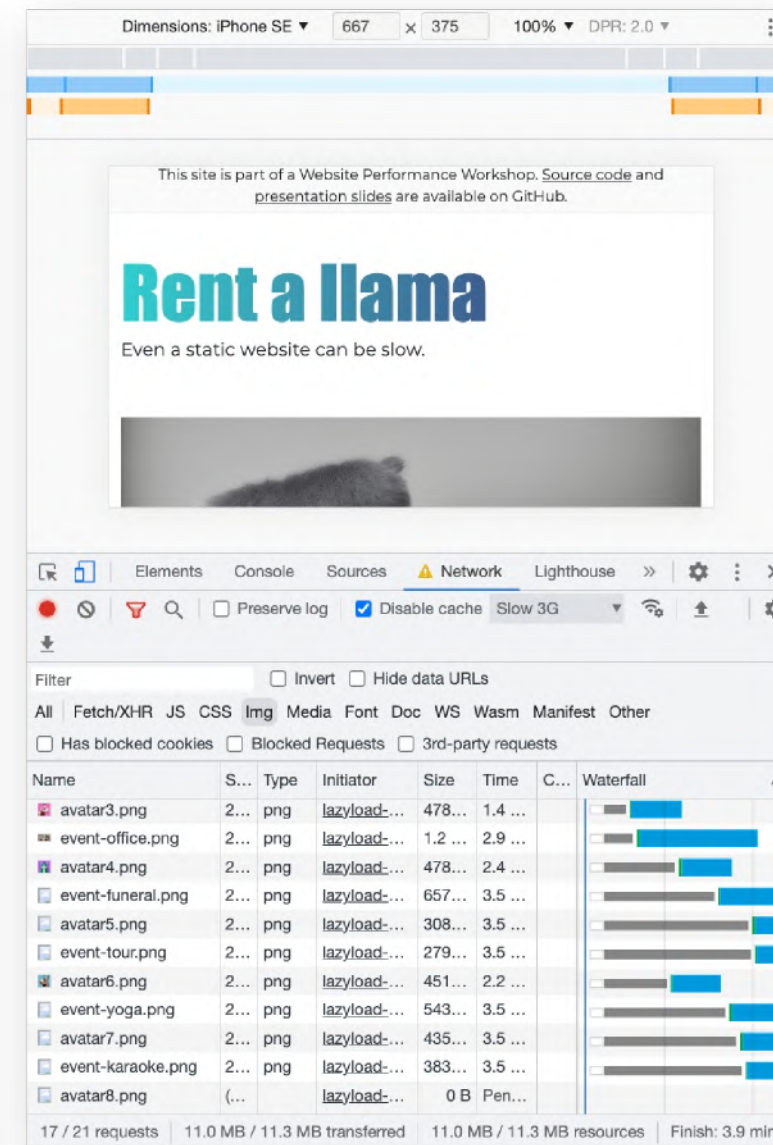 Dimensions: iPhone SE ▼ 667 x 375 100% ▼ DPR: 2.0 ▼
This site is part of a Website Performance Workshop. Source code and
presentation slides are available on GitHub.
Rent a llama
Even a static website can be slow.
Elements Console Sources Network Lighthouse »
Preserve log Disable cache Slow 3G ▼
Filter Invert Hide data URLs
All Fetch/XHR JS CSS Img Media Font Doc WS Wasm Manifest Other
Has blocked cookies Blocked Requests 3rd-party requests
Name S... Type Initiator Size Time C... Waterfall
avatar3.png 2... png lazyload-... 478... 1.4 ...
event-office.png 2... png lazyload-... 1.2 ... 2.9 ...
avatar4.png 2... png lazyload-... 478... 2.4 ...
event-funeral.png 2... png lazyload-... 657... 3.5 ...
avatar5.png 2... png lazyload-... 308... 3.5 ...
event-tour.png 2... png lazyload-... 279... 3.5 ...
avatar6.png 2... png lazyload-... 451... 2.2 ...
event-yoga.png 2... png lazyload-... 543... 3.5 ...
avatar7.png 2... png lazyload-... 435... 3.5 ...
event-karaoke.png 2... png lazyload-... 383... 3.5 ...
avatar8.png (... lazyload-... 0 B Pen...
17 / 21 requests 11.0 MB / 11.3 MB transferred 11.0 MB / 11.3 MB resources Finish: 3.9 min